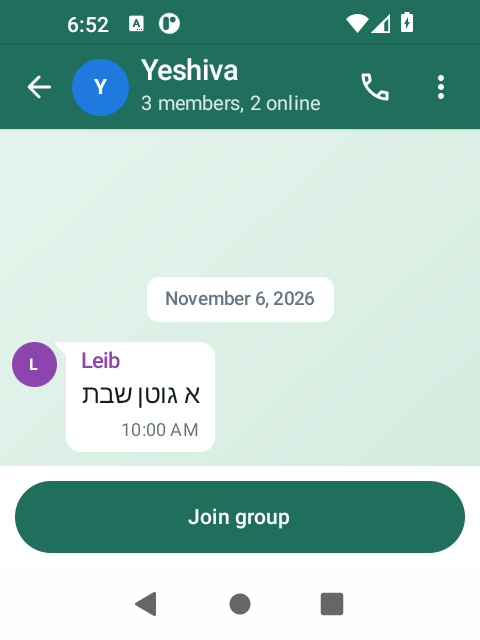 6:52
Y
Yeshiva
3 members, 2 online
November 6, 2026
L
Leib
א גוטן שבת
10:00 AM
Join group